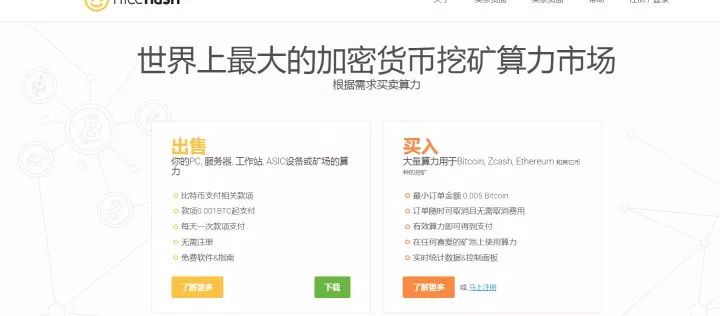 nicehash
世界上最大的加密货币挖矿算力市场
根据需求买卖算力
出售
你的PC, 服务器, 工作站, ASIC设备或矿场的算
力
比特币支付相关款项
款项0.001BTC起支付
每天一次款项支付
无需注册
免费软件&指南
了解更多 下载
买入
大量算力用于Bitcoin, Zcash, Ethereum 和其它币
种的挖矿
最小订单金额 0.005 Bitcoin
订单随时可取消且无需取消费用
有效算力即可得到支付
在任何喜爱的矿池上使用算力
实时统计数据&控制面板
了解更多 或 马上注册